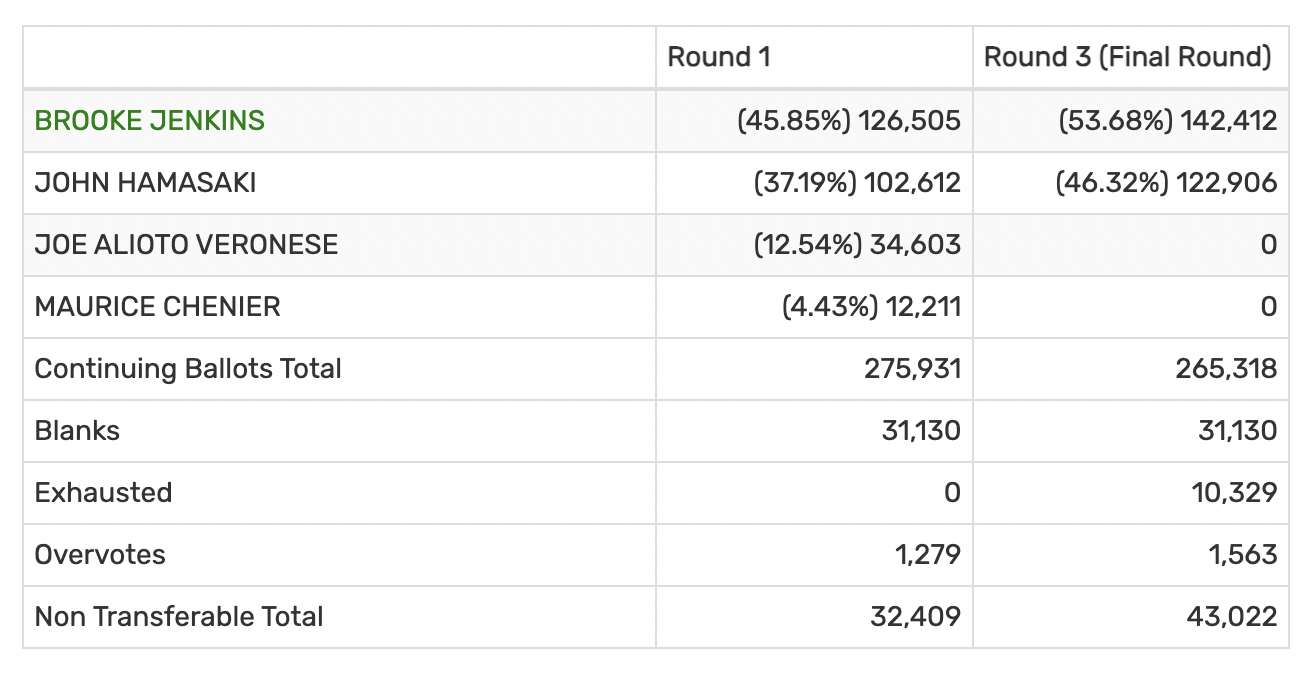 Round 1 Round 3 (Final Round)
BROOKE JENKINS (45.85%) 126,505 (53.68%) 142,412
JOHN HAMASAKI (37.19%) 102,612 (46.32%) 122,906
JOE ALIOTO VERONESE (12.54%) 34,603 0
MAURICE CHENIER (4.43%) 12,211 0
Continuing Ballots Total 275,931 265,318
Blanks 31,130 31,130
Exhausted 0 10,329
Overvotes 1,279 1,563
Non Transferable Total 32,409 43,022